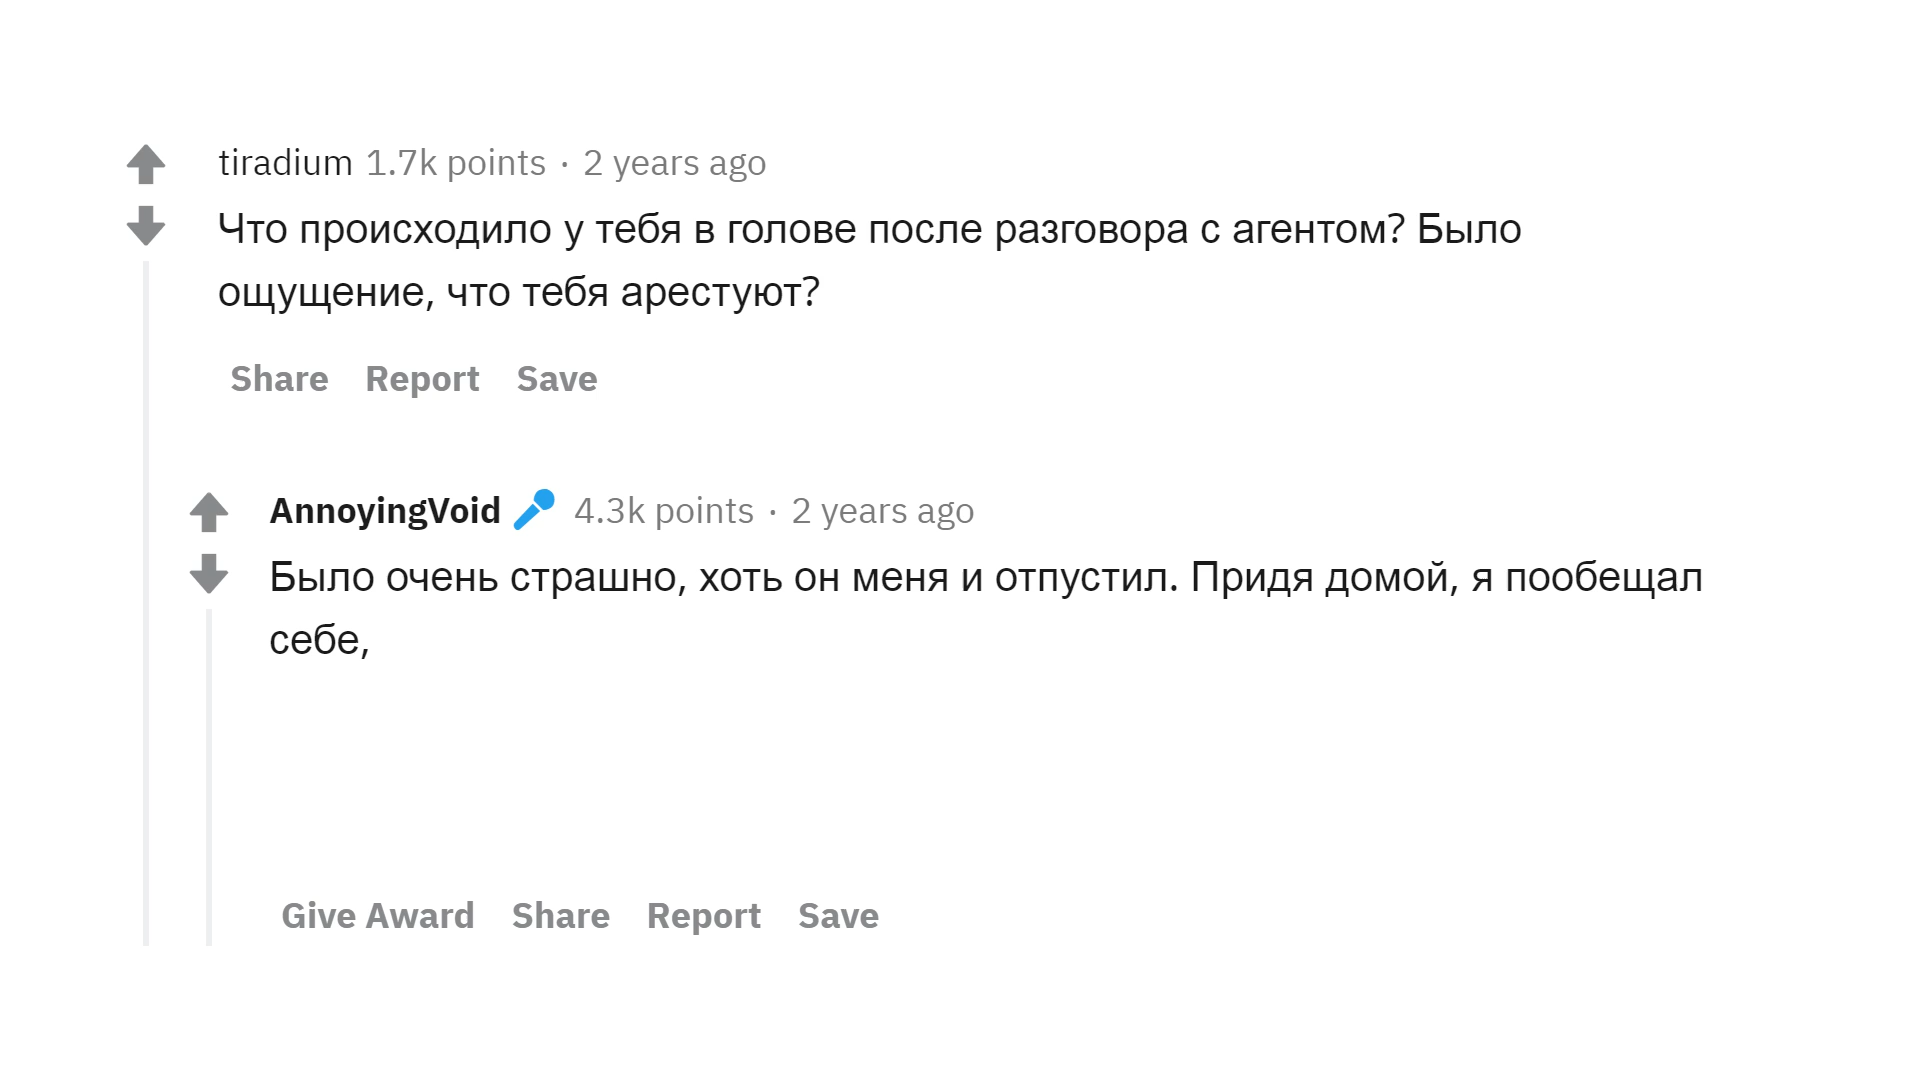 tiradium 1.7k points · 2 years ago
Что происходило у тебя в голове после разговора с агентом? Было
ощущение, что тебя арестуют?
Share Report Save
AnnoyingVoid 4.3k points · 2 years ago
Было очень страшно, хоть он меня и отпустил. Придя домой, я пообещал
себе,
Give Award Share Report Save